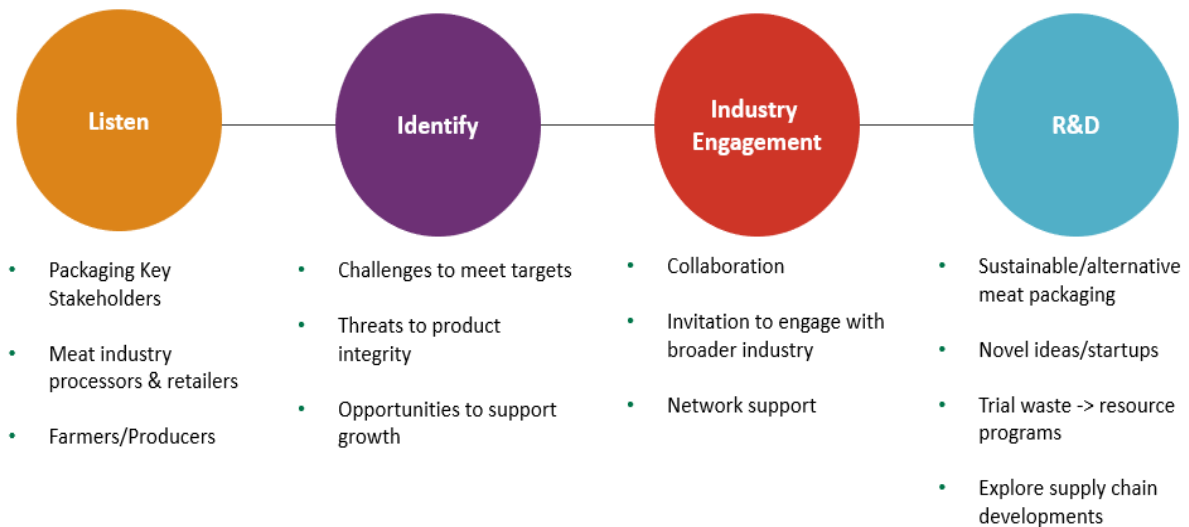 Listen
Identify
Industry
Engagement
R&D
• Packaging Key
Stakeholders
• Meat industry
processors & retailers
• Farmers/Producers
• Challenges to meet targets
• Threats to product
integrity
• Opportunities to support
growth
• Collaboration
• Invitation to engage with
broader industry
• Network support
• Sustainable/alternative
meat packaging
• Novel ideas/startups
• Trial waste -> resource
programs
• Explore supply chain
developments